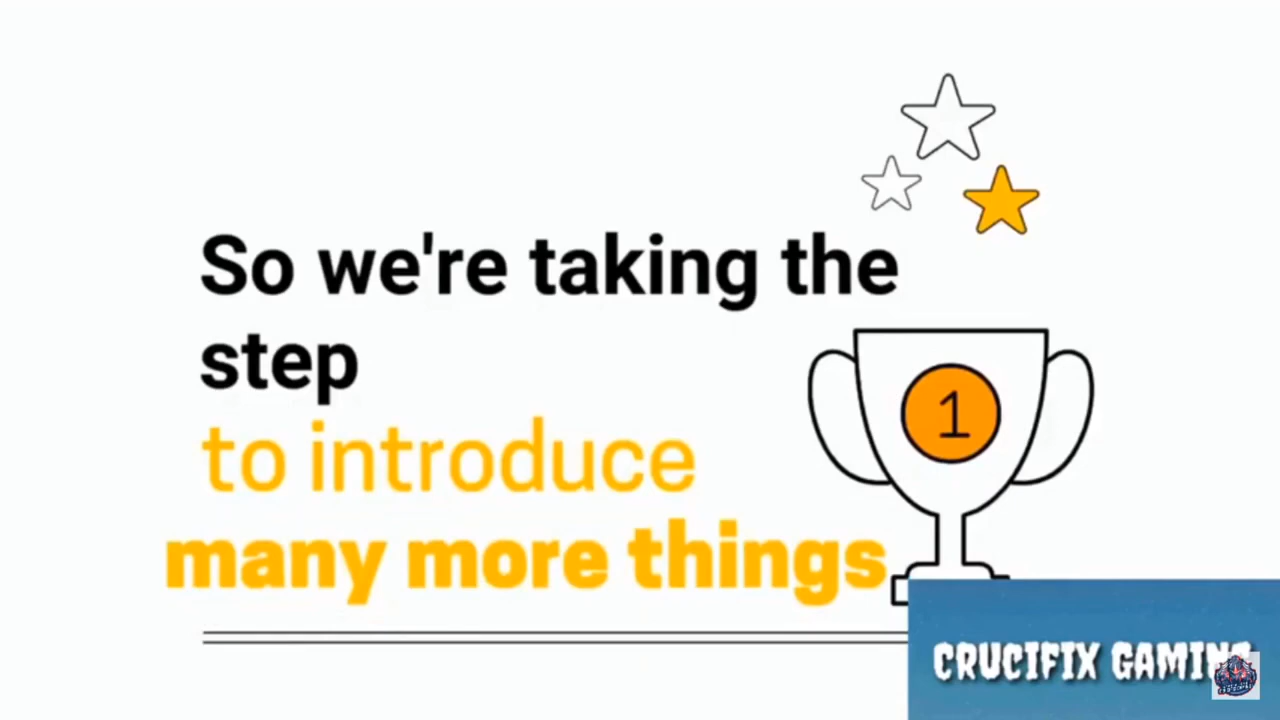 So we're taking the
step
to introduce
many more things
1
CRUCIFIX GAMING